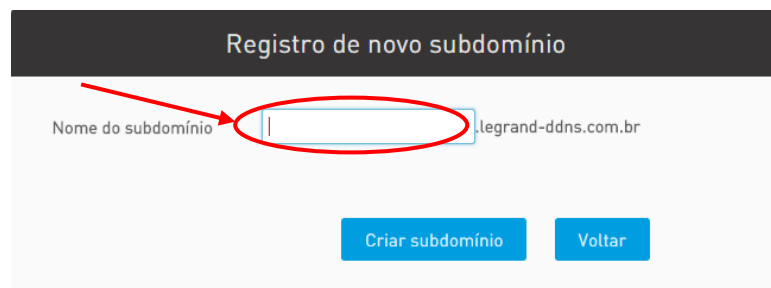 Registro de novo subdomínio
Nome do subdomínio .legrand-ddns.com.br
Criar subdomínio Voltar